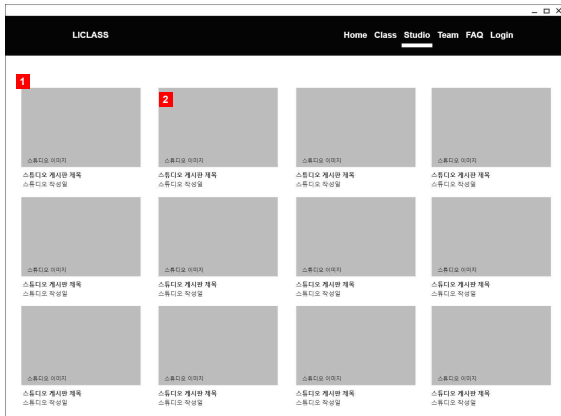 LICLASS
Home Class Studio Team FAQ Login
1
2
스튜디오 이미지 스튜디오 이미지 스튜디오 이미지 스튜디오 이미지
스튜디오 게시판 제목 스튜디오 게시판 제목 스튜디오 게시판 제목 스튜디오 게시판 제목
스튜디오 작성일 스튜디오 작성일 스튜디오 작성일 스튜디오 작성일
스튜디오 이미지 스튜디오 이미지 스튜디오 이미지 스튜디오 이미지
스튜디오 게시판 제목 스튜디오 게시판 제목 스튜디오 게시판 제목 스튜디오 게시판 제목
스튜디오 작성일 스튜디오 작성일 스튜디오 작성일 스튜디오 작성일
스튜디오 이미지 스튜디오 이미지 스튜디오 이미지 스튜디오 이미지
스튜디오 게시판 제목 스튜디오 게시판 제목 스튜디오 게시판 제목 스튜디오 게시판 제목
스튜디오 작성일 스튜디오 작성일 스튜디오 작성일 스튜디오 작성일